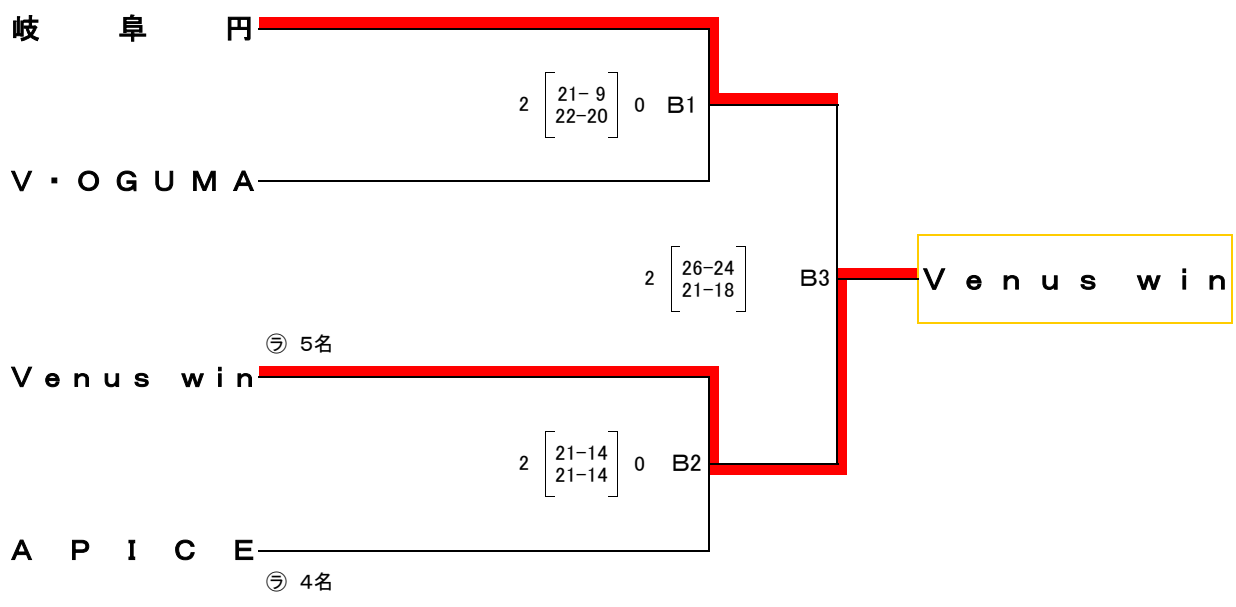 岐阜円
2 21－ 9 0 B1
22－20
V・OGUMA
2 26－24 B3
21－18
Venus win
㋶ 5名
Venus win
2 21－14 0 B2
21－14
APICE
㋶ 4名